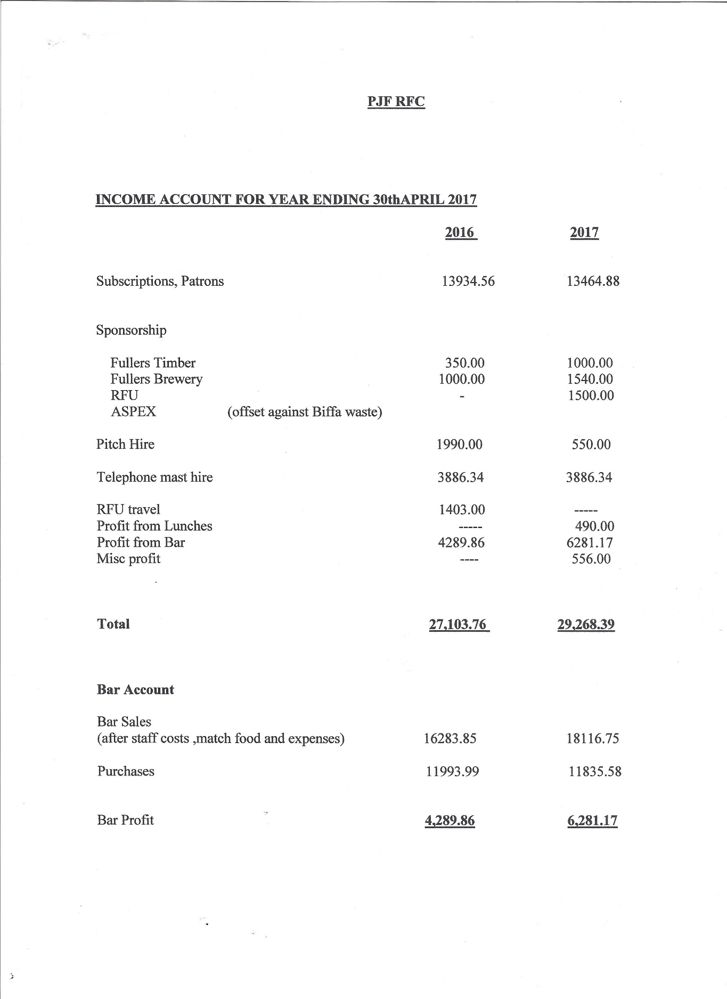 PJF RFC
INCOME ACCOUNT FOR YEAR ENDING 30thAPRIL 2017
2016 2017
Subscriptions, Patrons 13934.56 13464.88
Sponsorship
Fullers Timber 350.00 1000.00
Fullers Brewery 1000.00 1540.00
RFU - 1500.00
ASPEX (offset against Biffa waste)
Pitch Hire 1990.00 550.00
Telephone mast hire 3886.34 3886.34
RFU travel 1403.00 -----
Profit from Lunches ----- 490.00
Profit from Bar 4289.86 6281.17
Misc profit ---- 556.00
Total 27,103.76 29,268.39
Bar Account
Bar Sales
(after staff costs ,match food and expenses) 16283.85 18116.75
Purchases 11993.99 11835.58
Bar Profit 4,289.86 6,281.17